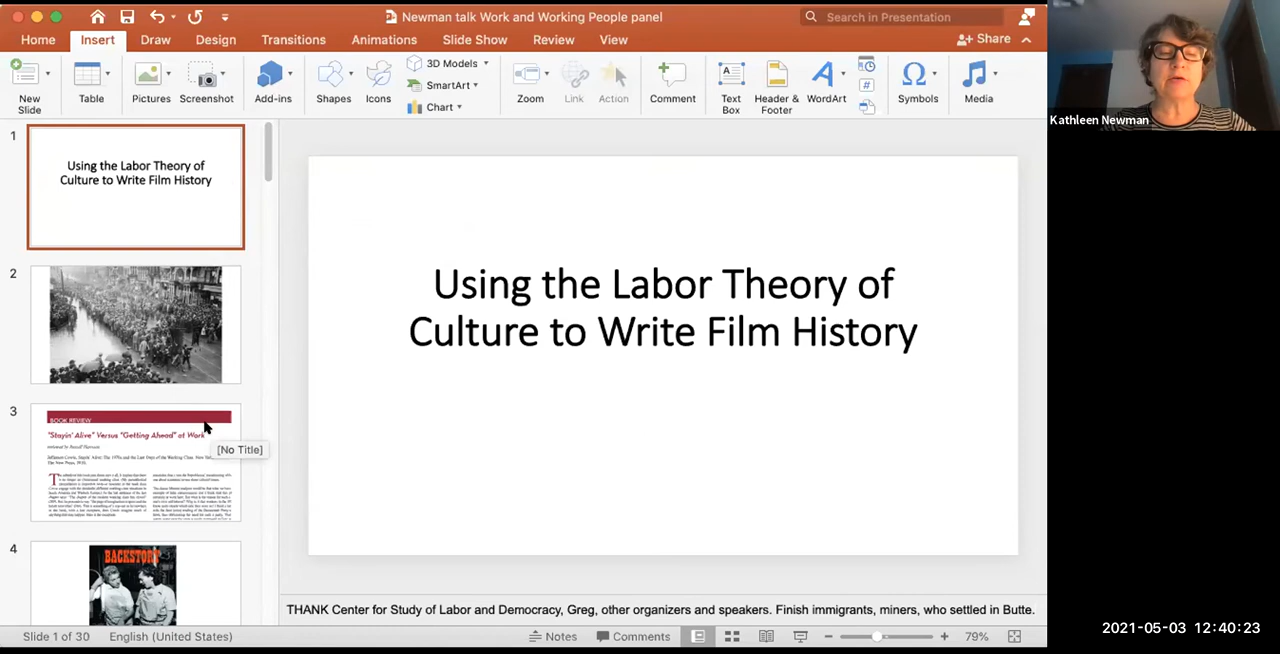 Newman talk Work and Working People panel
Search in Presentation
Home Insert Draw Design Transitions Animations Slide Show Review View
Share
New Slide
Table
Pictures
Screenshot
Add-ins
Shapes
Icons
3D Models
SmartArt
Chart
Zoom
Link
Action
Comment
Text Box
Header & Footer
WordArt
Symbols
Media
Kathleen Newman
1
Using the Labor Theory of
Culture to Write Film History
2
3
BOOK REVIEW
"Stayin' Alive" Versus "Getting Ahead" at Work
[No Title]
4
BACKSTORY
Using the Labor Theory of
Culture to Write Film History
THANK Center for Study of Labor and Democracy, Greg, other organizers and speakers. Finish immigrants, miners, who settled in Butte.
Slide 1 of 30 English (United States) Notes Comments 79%
2021-05-03 12:40:23